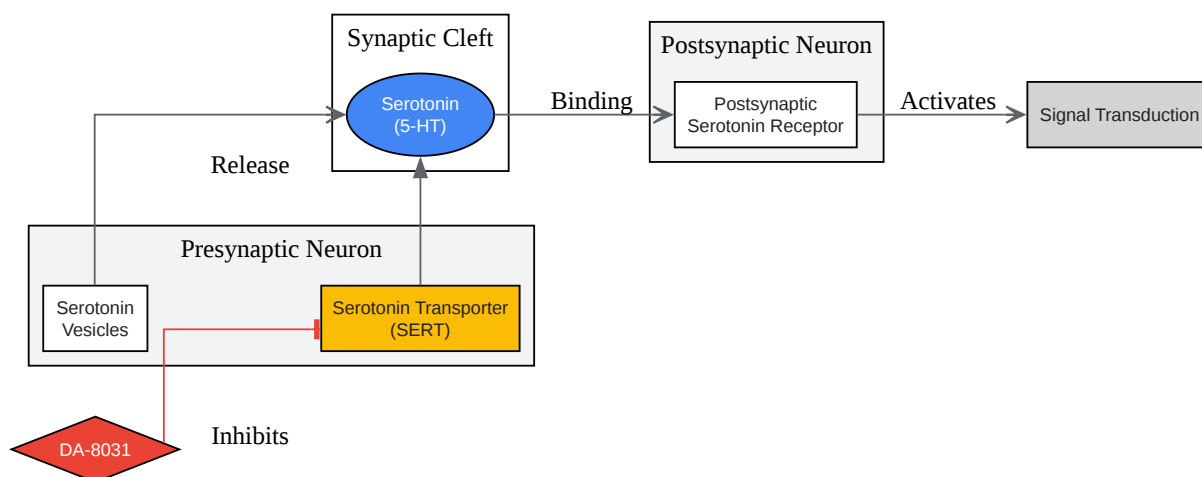 Synaptic Cleft
Postsynaptic Neuron
Serotonin
(5-HT)
Binding
Postsynaptic
Serotonin Receptor
Activates
Signal Transduction
Release
Presynaptic Neuron
Serotonin
Vesicles
Serotonin Transporter
(SERT)
Inhibits
DA-8031